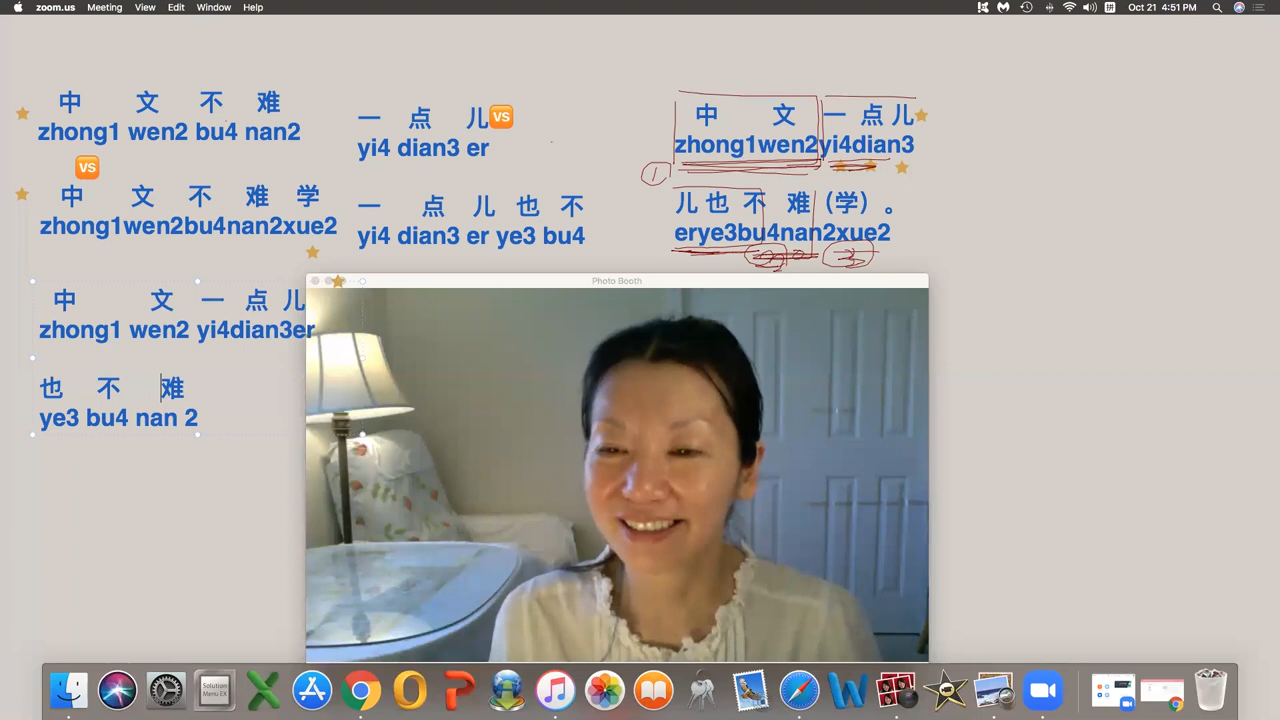 zoom.us Meeting View Edit Window Help
Oct 21 4:51 PM
中 文 不 难
zhong1 wen2 bu4 nan2
VS
中 文 不 难 学
zhong1wen2bu4nan2xue2
中 文 一 点 儿
zhong1 wen2 yi4dian3er
也 不 难
ye3 bu4 nan 2
一 点 儿 VS
yi4 dian3 er
一 点 儿 也 不
yi4 dian3 er ye3 bu4
中 文 一 点 儿
zhong1wen2yi4dian3
1
儿 也 不 难（学）。
erye3bu4nan2xue2
Photo Booth
Solution
Menu EX